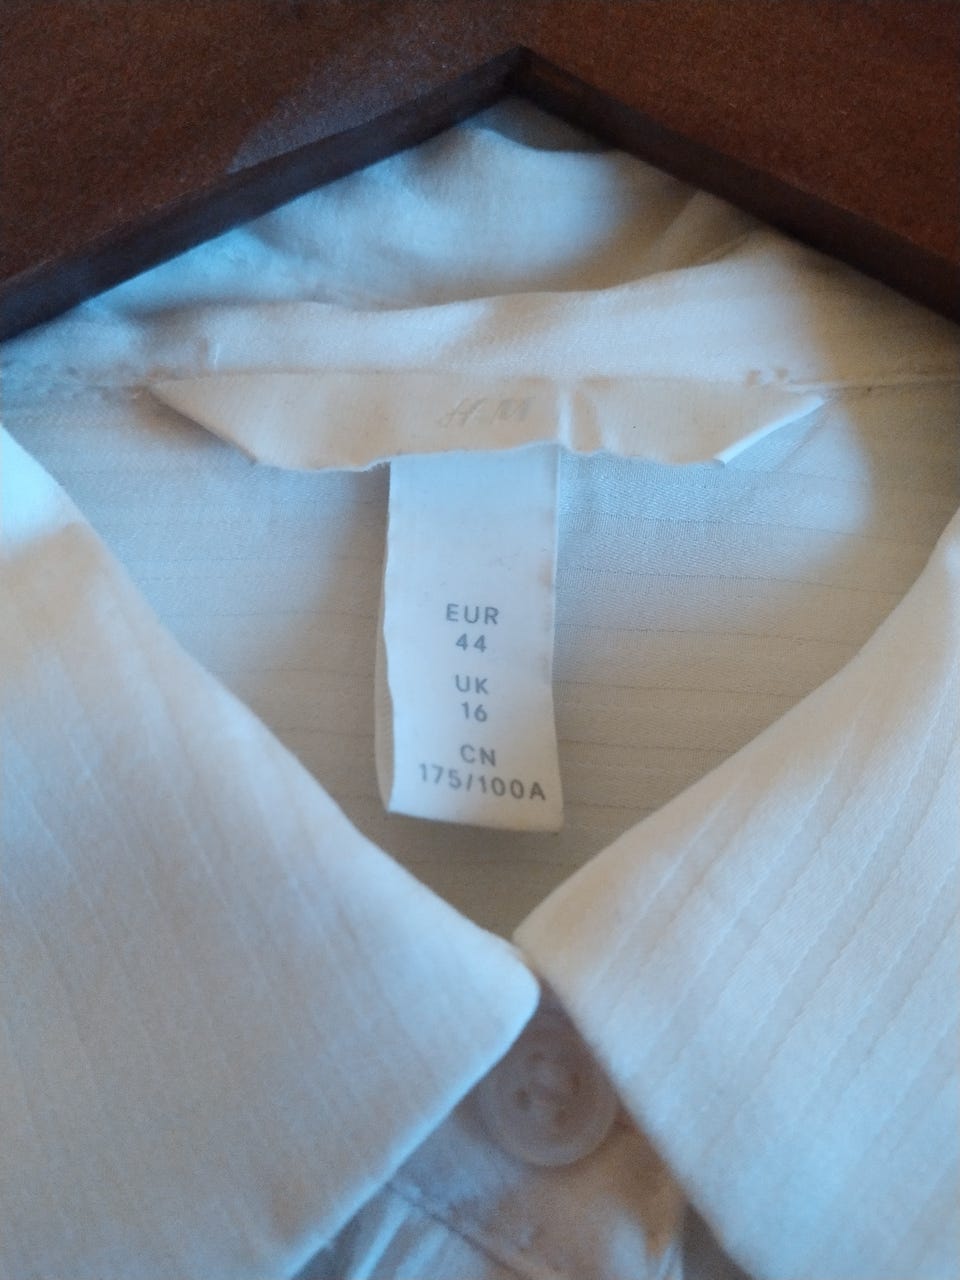 H&M
EUR
44
UK
16
CN
175/100A